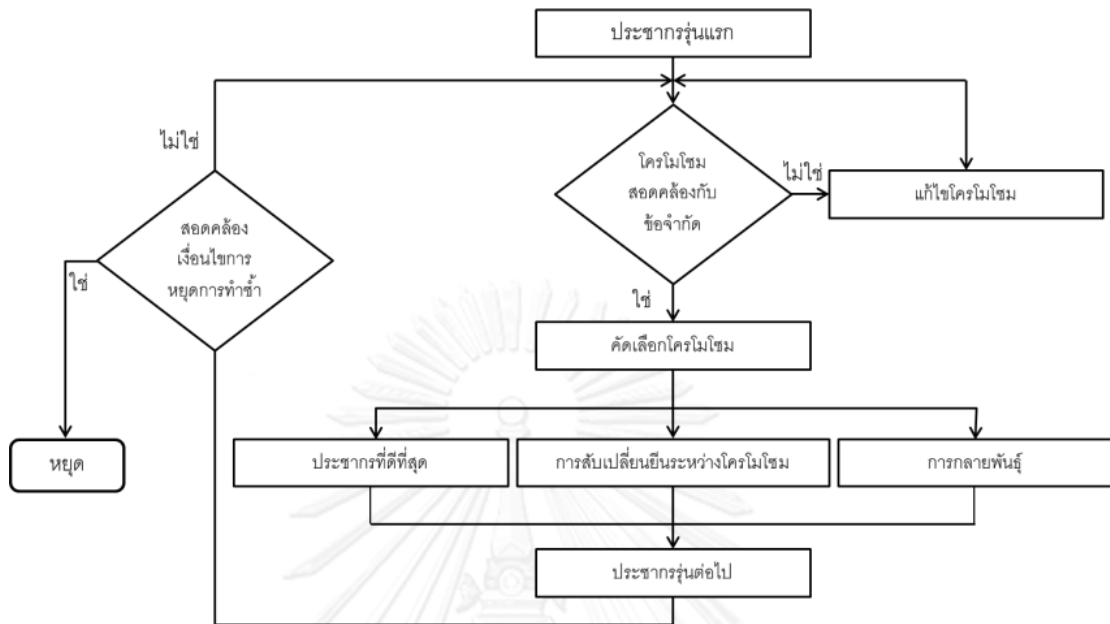 ประชากรรุ่นแรก
ไม่ใช่
โครโมโซม
สอดคล้องกับ
ข้อจำกัด
ไม่ใช่
แก้ไขโครโมโซม
สอดคล้อง
เงื่อนไขการ
หยุดการทำซ้ำ
ใช่
ใช่
คัดเลือกโครโมโซม
หยุด
ประชากรที่ดีที่สุด
การสับเปลี่ยนยีนระหว่างโครโมโซม
การกลายพันธุ์
ประชากรรุ่นต่อไป